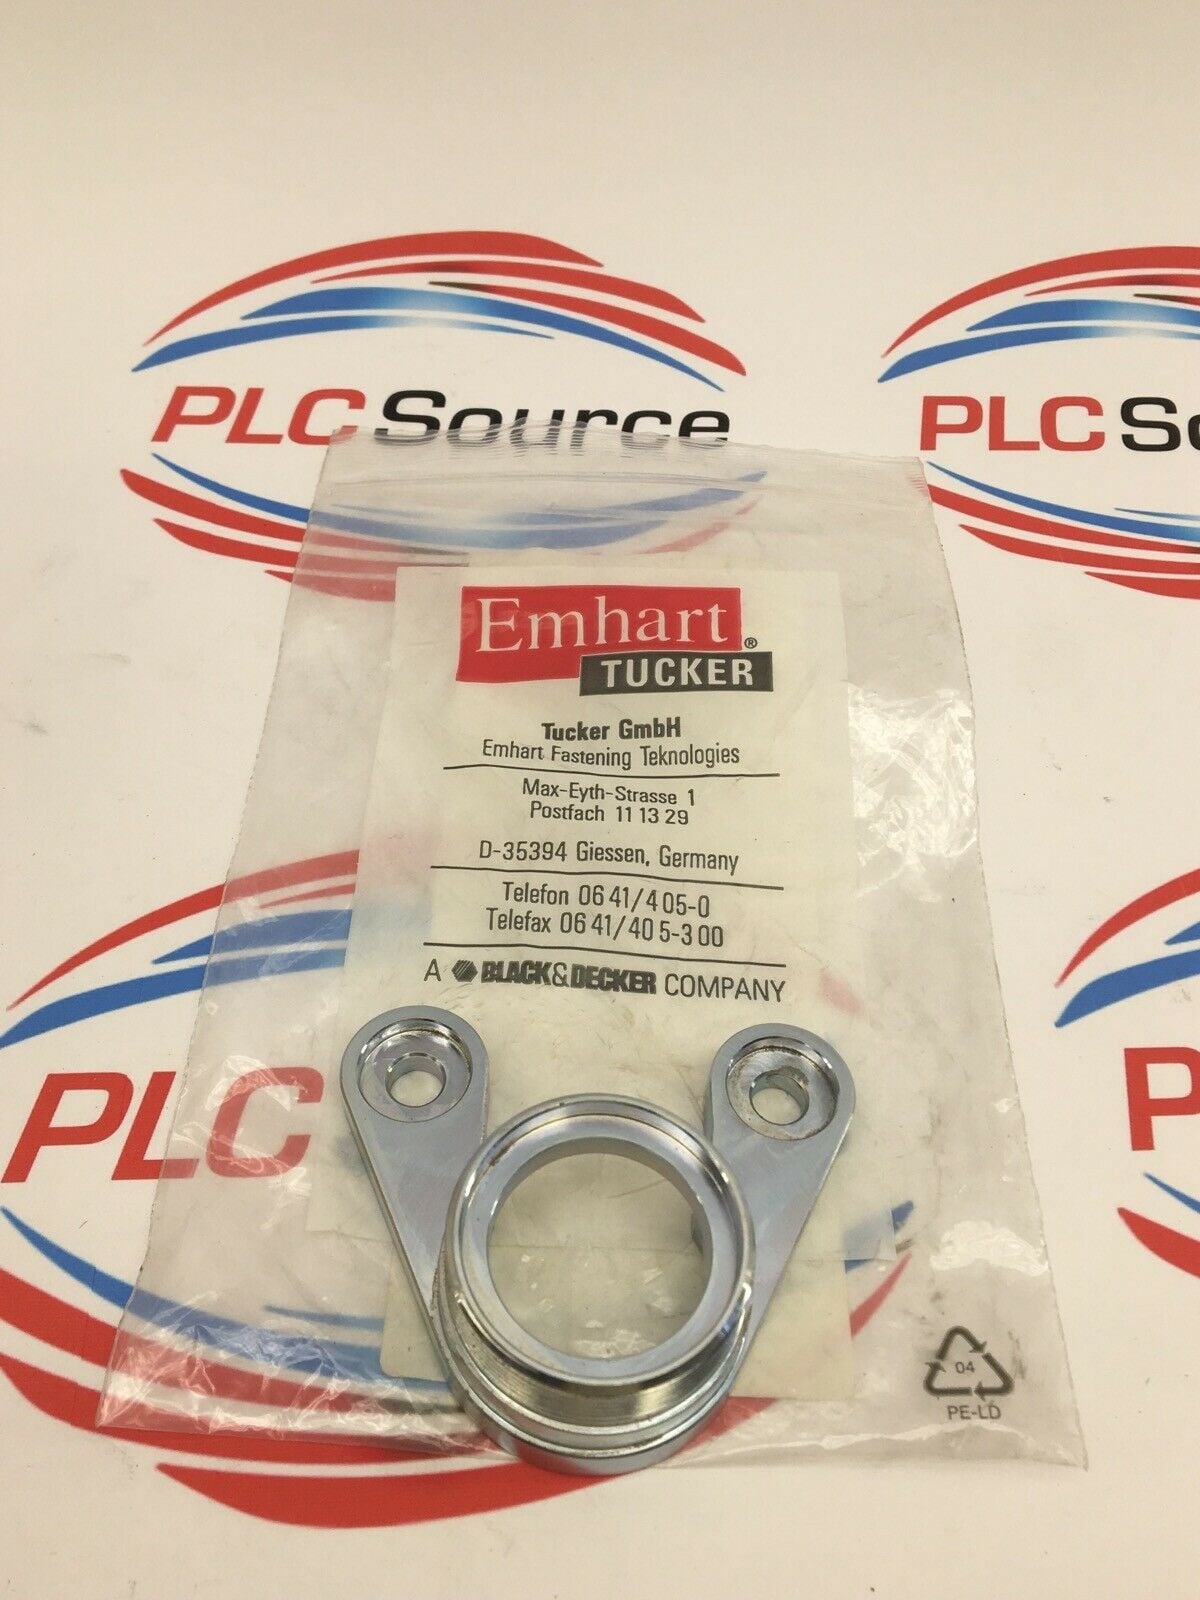 PLC Source
PLC So
Emhart®
TUCKER
Tucker GmbH
Emhart Fastening Teknologies
Max-Eyth-Strasse 1
Postfach 11 13 29
D-35394 Giessen, Germany
Telefon 06 41/4 05-0
Telefax 06 41/40 5-3 00
A BLACK&DECKER COMPANY
PLC
P
04
PE-LD